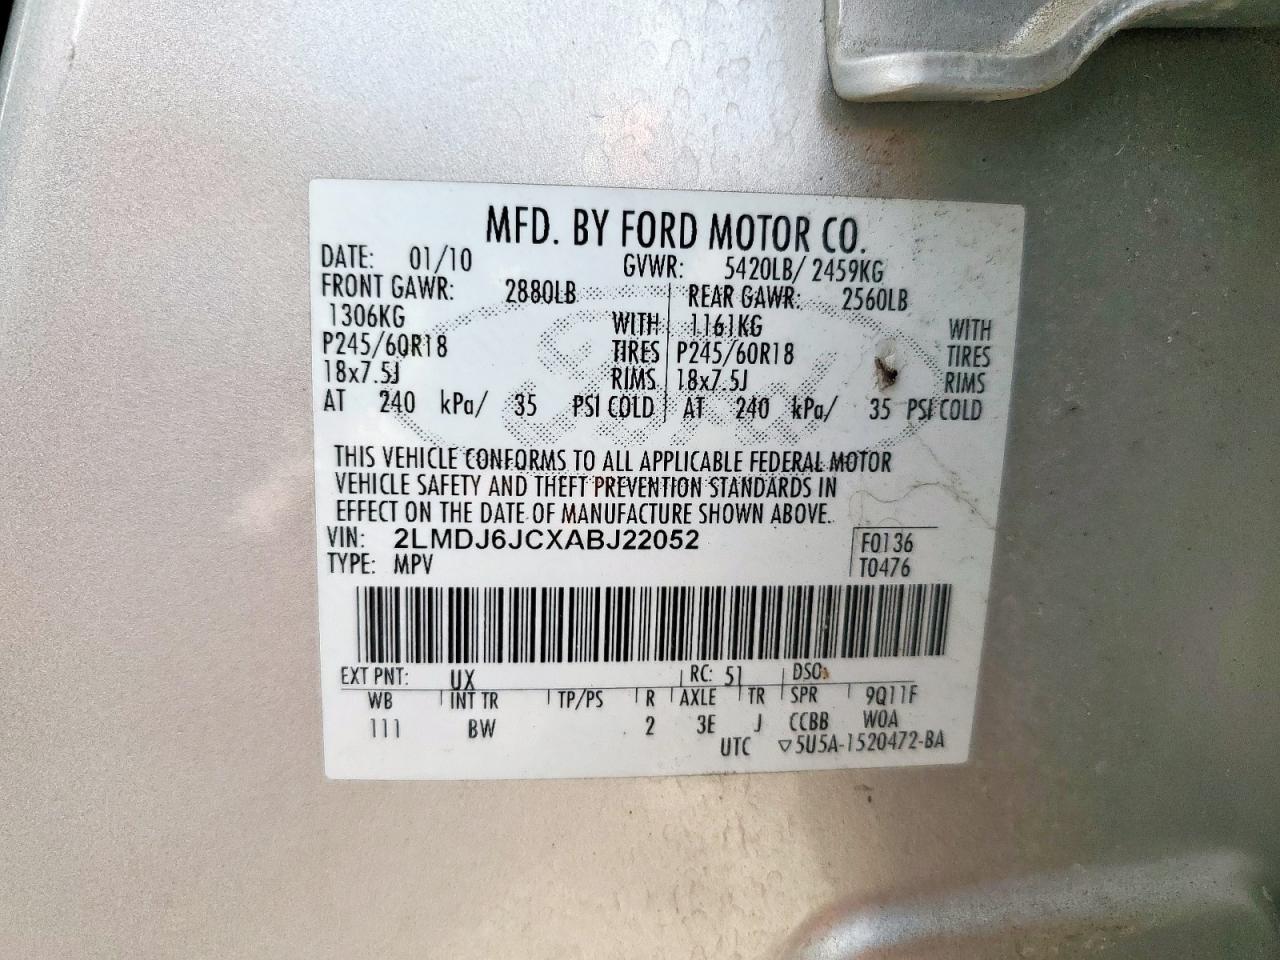 MFD. BY FORD MOTOR CO.
DATE: 01/10 GVWR: 5420LB/ 2459KG
FRONT GAWR: 2880LB REAR GAWR: 2560LB
1306KG WITH 1161KG WITH
P245/60R18 TIRES P245/60R18 TIRES
18x7.5J RIMS 18x7.5J RIMS
AT 240 kPa/ 35 PSI COLD AT 240 kPa/ 35 PSI COLD
THIS VEHICLE CONFORMS TO ALL APPLICABLE FEDERAL MOTOR
VEHICLE SAFETY AND THEFT PREVENTION STANDARDS IN
EFFECT ON THE DATE OF MANUFACTURE SHOWN ABOVE.
VIN: 2LMDJ6JCXABJ22052 F0136
TYPE: MPV T0476
EXT PNT: UX RC: 51 DSO:
WB INT TR TP/PS R AXLE TR SPR 9Q11F
111 BW 2 3E J CCBB WOA
UTC ▽5U5A-1520472-BA